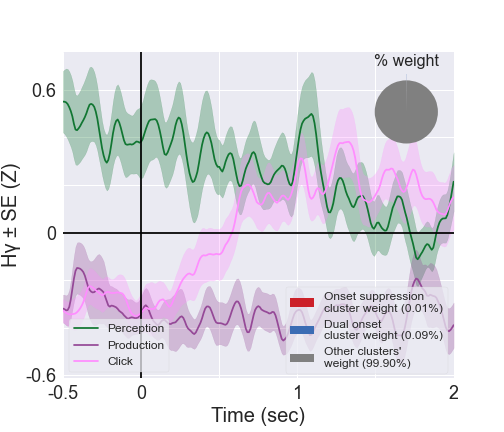 % weight
0.6
0
-0.6
Hγ ± SE (Z)
Perception
Production
Click
Onset suppression
cluster weight (0.01%)
Dual onset
cluster weight (0.09%)
Other clusters'
weight (99.90%)
-0.5
0
1
2
Time (sec)